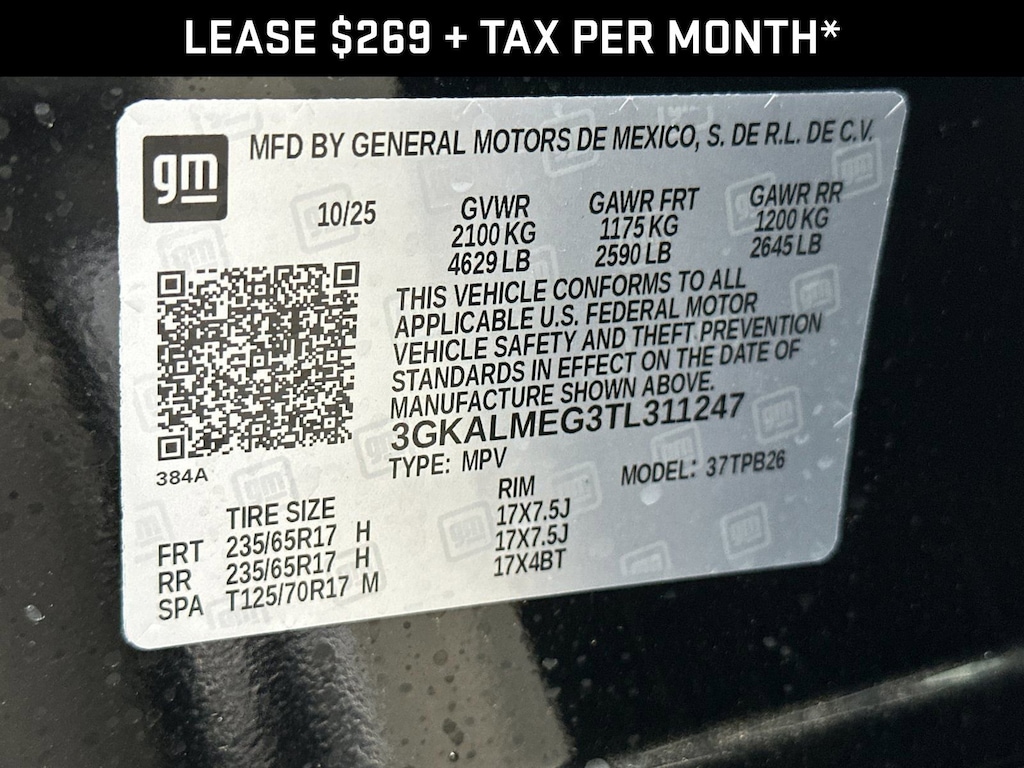 LEASE $269 + TAX PER MONTH*
gm
MFD BY GENERAL MOTORS DE MEXICO, S. DE R.L. DE C.V.
10/25
GVWR
2100 KG
4629 LB
GAWR FRT
1175 KG
2590 LB
GAWR RR
1200 KG
2645 LB
THIS VEHICLE CONFORMS TO ALL
APPLICABLE U.S. FEDERAL MOTOR
VEHICLE SAFETY AND THEFT PREVENTION
STANDARDS IN EFFECT ON THE DATE OF
MANUFACTURE SHOWN ABOVE.
3GKALMEG3TL311247
TYPE: MPV
MODEL: 37TPB26
384A
TIRE SIZE
RIM
FRT 235/65R17 H 17X7.5J
RR 235/65R17 H 17X7.5J
SPA T125/70R17 M 17X4BT